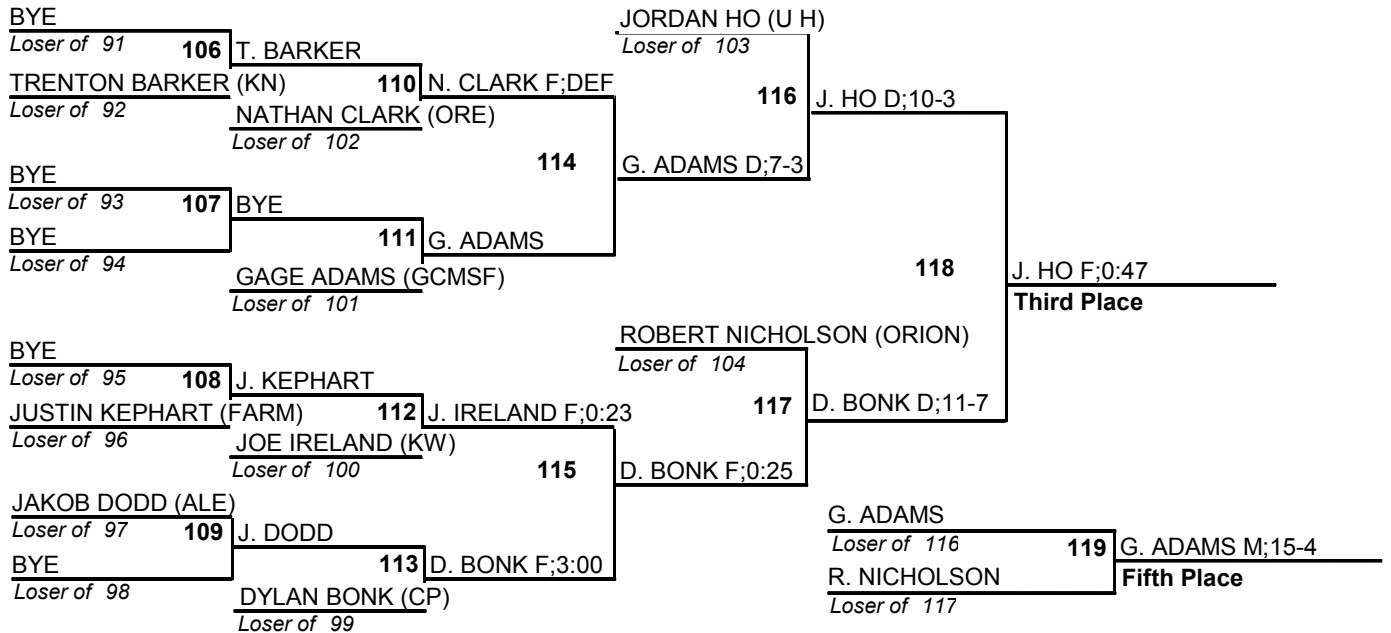 BYE
Loser of 91
106
T. BARKER
TRENTON BARKER (KN)
Loser of 92
110
N. CLARK F;DEF
NATHAN CLARK (ORE)
Loser of 102
BYE
Loser of 93
107
BYE
BYE
Loser of 94
111
G. ADAMS
GAGE ADAMS (GCMSF)
Loser of 101
114
G. ADAMS D;7-3
JORDAN HO (U H)
Loser of 103
116
J. HO D;10-3
BYE
Loser of 95
108
J. KEPHART
JUSTIN KEPHART (FARM)
Loser of 96
112
J. IRELAND F;0:23
JOE IRELAND (KW)
Loser of 100
JAKOB DODD (ALE)
Loser of 97
109
J. DODD
BYE
Loser of 98
113
D. BONK F;3:00
DYLAN BONK (CP)
Loser of 99
115
D. BONK F;0:25
ROBERT NICHOLSON (ORION)
Loser of 104
117
D. BONK D;11-7
118
J. HO F;0:47
Third Place
G. ADAMS
Loser of 116
119
G. ADAMS M;15-4
R. NICHOLSON
Fifth Place
Loser of 117